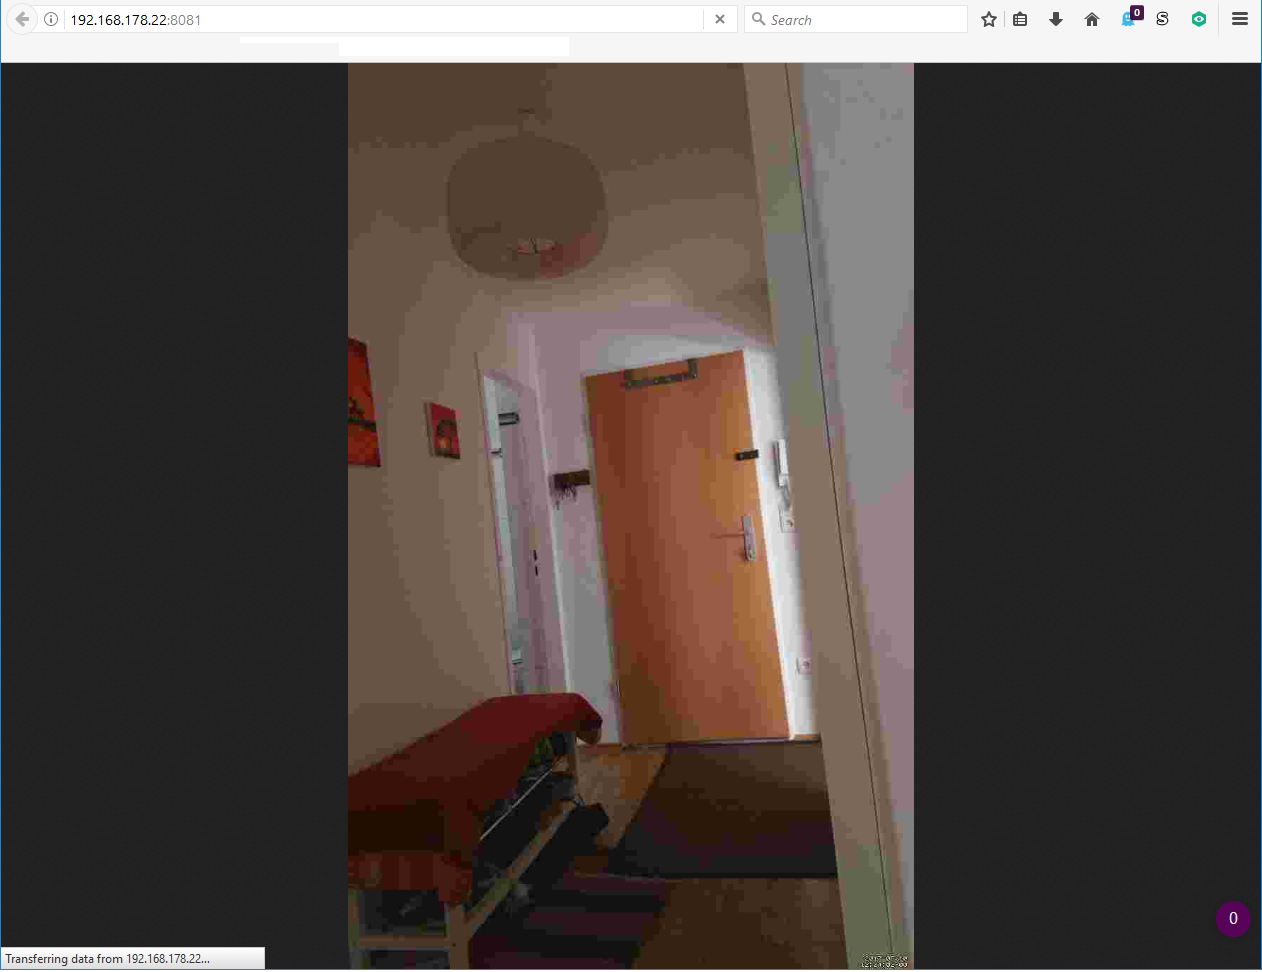 192.168.178.22:8081
Search
0
0
Transferring data from 192.168.178.22...